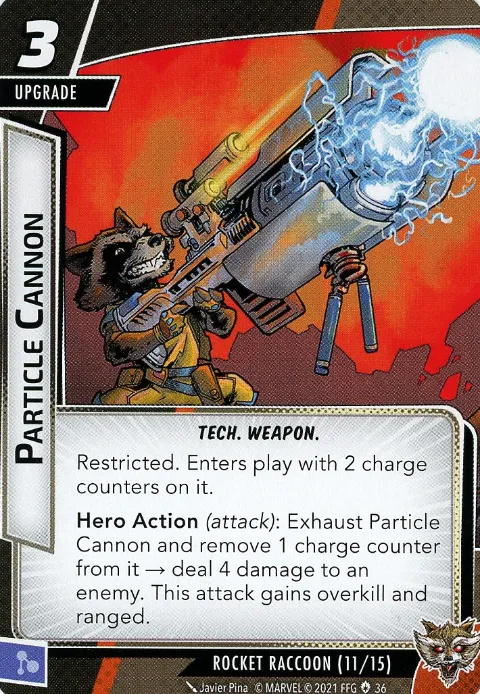 3
UPGRADE
PARTICLE CANNON
TECH. WEAPON.
Restricted. Enters play with 2 charge
counters on it.
Hero Action (attack): Exhaust Particle
Cannon and remove 1 charge counter
from it → deal 4 damage to an
enemy. This attack gains overkill and
ranged.
ROCKET RACCOON (11/15)
Javier Pina © MARVEL © 2021 FFG 36